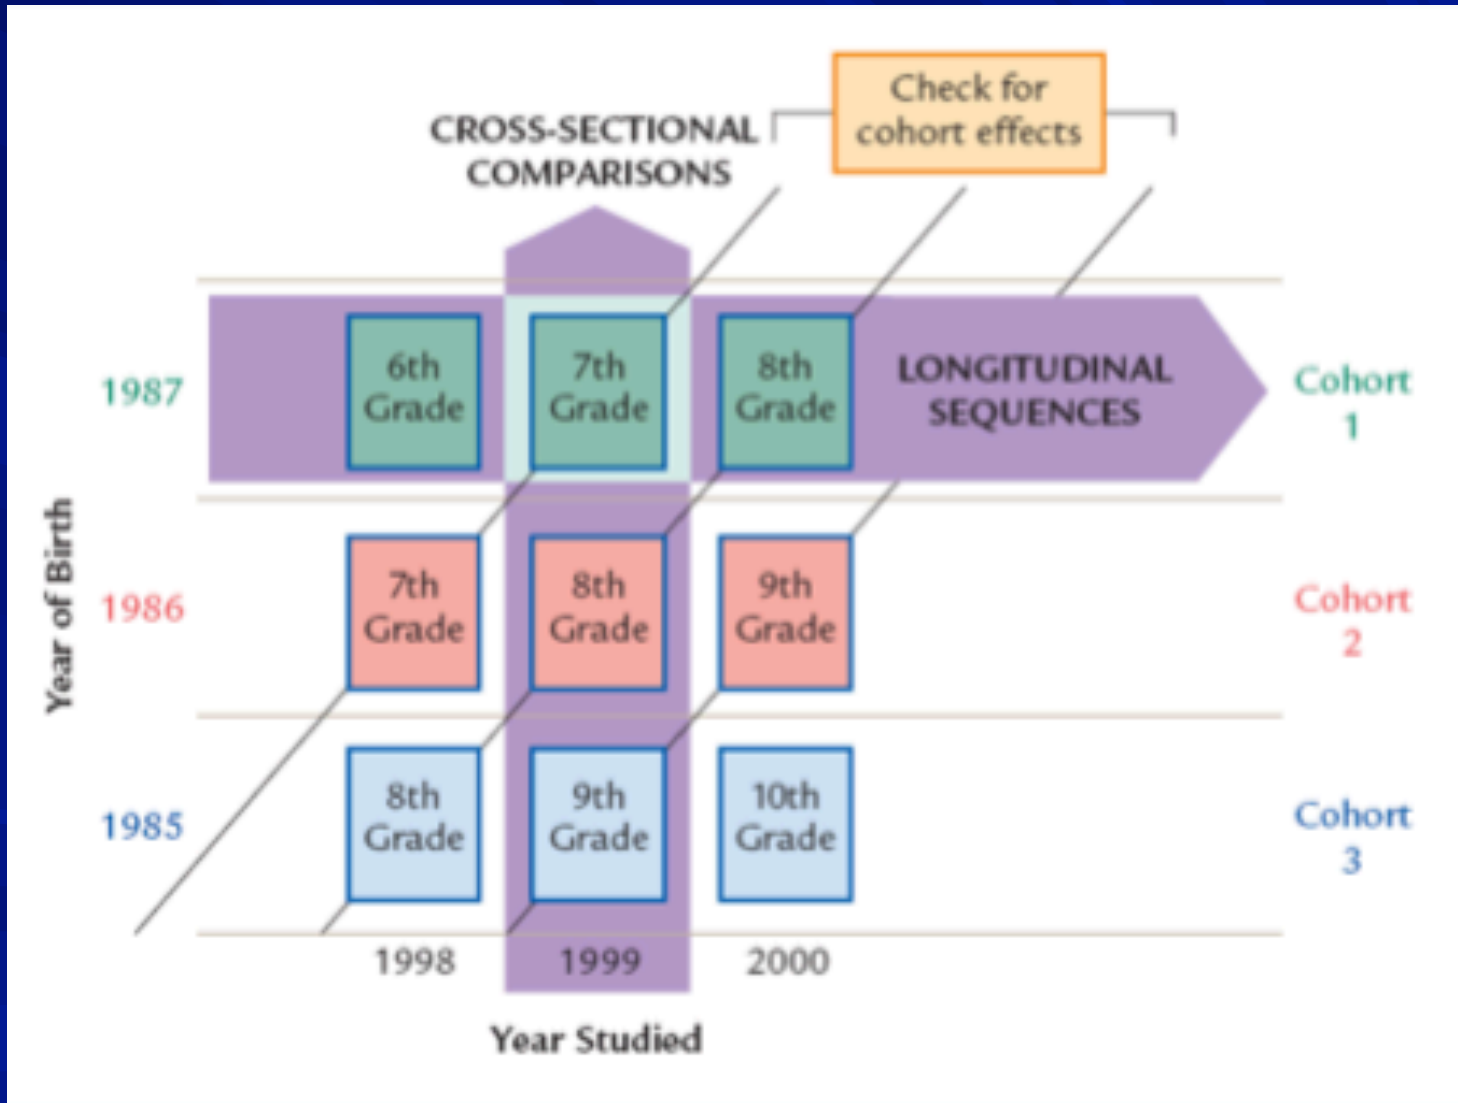 Check for
cohort effects
CROSS-SECTIONAL
COMPARISONS
1987
6th
Grade
7th
Grade
8th
Grade
LONGITUDINAL
SEQUENCES
Cohort
1
Year of Birth
1986
7th
Grade
8th
Grade
9th
Grade
Cohort
2
1985
8th
Grade
9th
Grade
10th
Grade
Cohort
3
1998
1999
2000
Year Studied